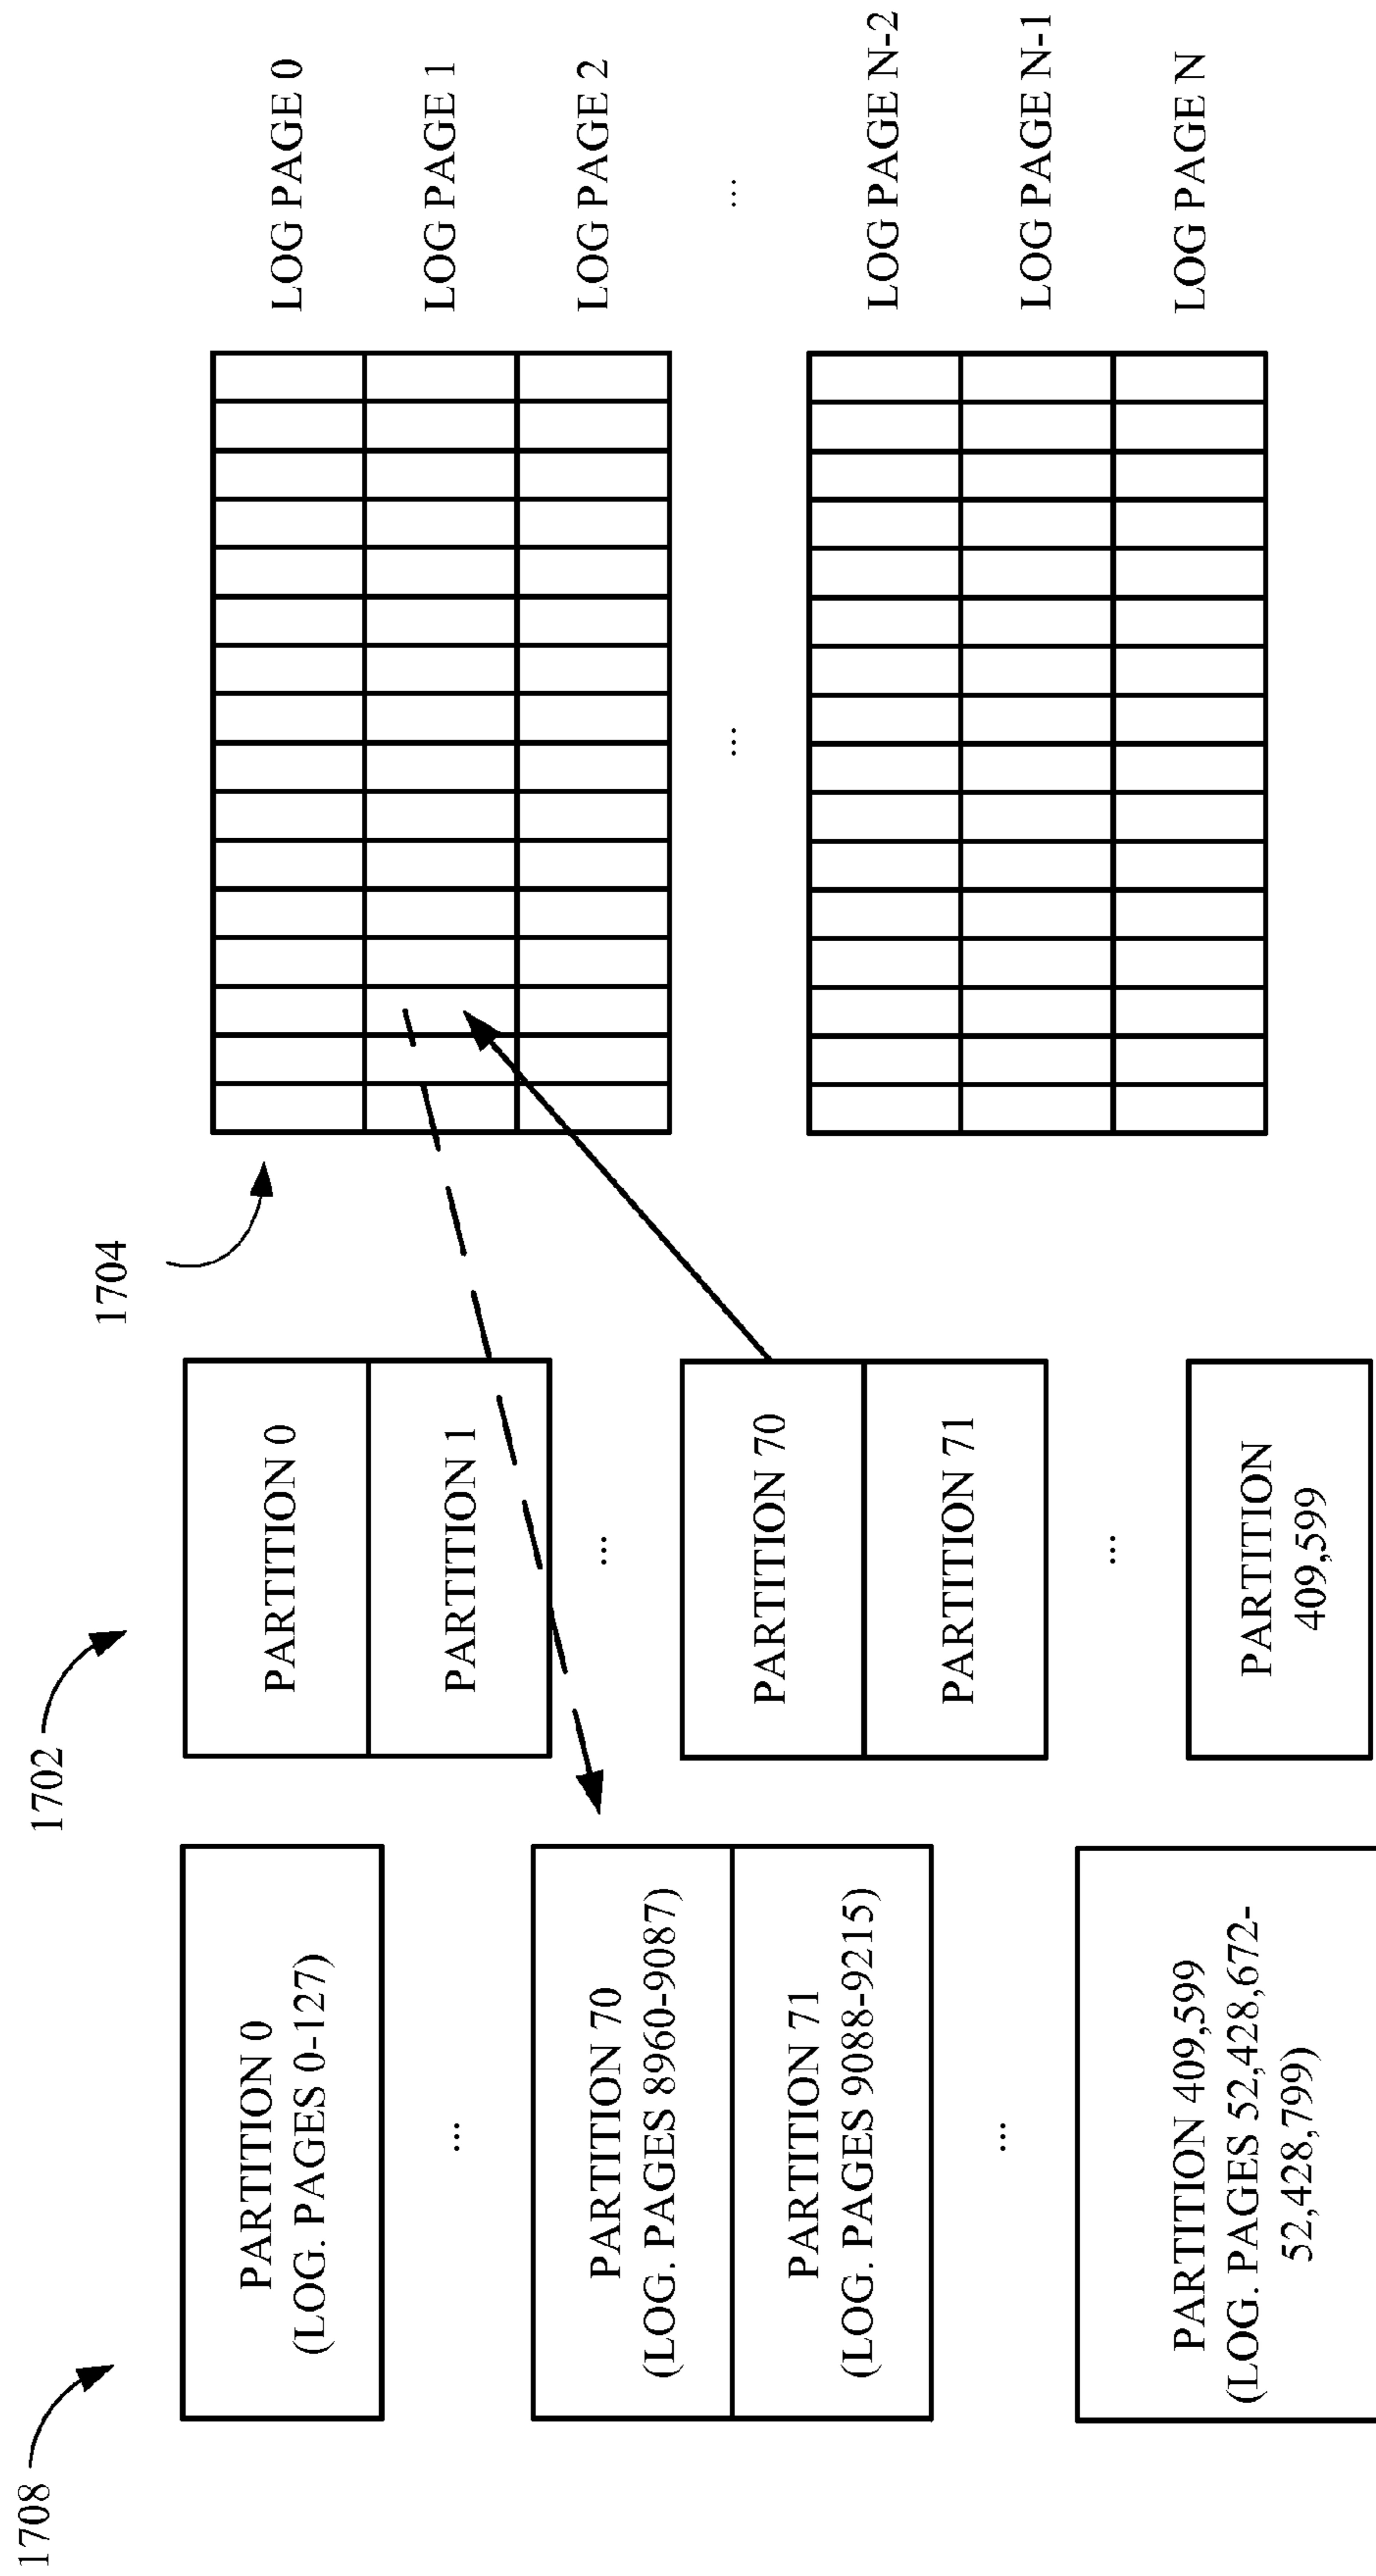 1708
PARTITION 0
(LOG. PAGES 0-127)
...
PARTITION 70
(LOG. PAGES 8960-9087)
PARTITION 71
(LOG. PAGES 9088-9215)
...
PARTITION 409,599
(LOG. PAGES 52,428,672-
52,428,799)
1702
PARTITION 0
PARTITION 1
...
PARTITION 70
PARTITION 71
...
PARTITION
409,599
1704
...
LOG PAGE 0
LOG PAGE 1
LOG PAGE 2
...
LOG PAGE N-2
LOG PAGE N-1
LOG PAGE N